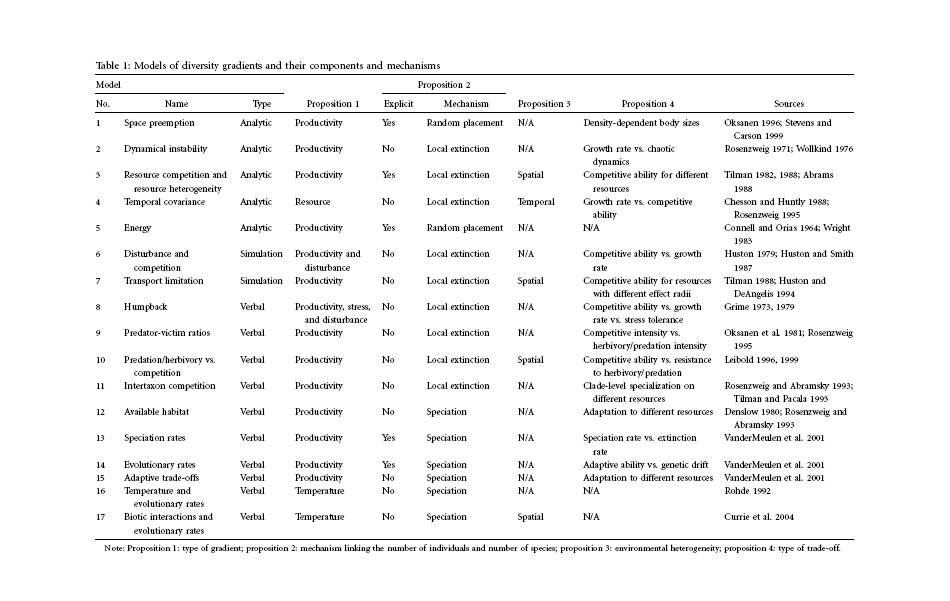 Table 1: Models of diversity gradients and their components and mechanisms
Model Proposition 2
No. Name Type Proposition 1 Explicit Mechanism Proposition 3 Proposition 4 Sources
1 Space preemption Analytic Productivity Yes Random placement N/A Density-dependent body sizes Oksanen 1996; Stevens and
Carson 1999
2 Dynamical instability Analytic Productivity No Local extinction N/A Growth rate vs. chaotic Rosenzweig 1971; Wollkind 1976
dynamics
3 Resource competition and Analytic Productivity Yes Local extinction Spatial Competitive ability for different Tilman 1982, 1988; Abrams
resource heterogeneity resources 1988
4 Temporal covariance Analytic Resource No Local extinction Temporal Growth rate vs. competitive Chesson and Huntly 1988;
ability Rosenzweig 1995
5 Energy Analytic Productivity Yes Random placement N/A N/A Connell and Orias 1964; Wright
1983
6 Disturbance and Simulation Productivity and No Local extinction N/A Competitive ability vs. growth Huston 1979; Huston and Smith
competition disturbance rate 1987
7 Transport limitation Simulation Productivity No Local extinction Spatial Competitive ability for resources Tilman 1988; Huston and
with different effect radii DeAngelis 1994
8 Humpback Verbal Productivity, stress, No Local extinction N/A Competitive ability vs. growth Grime 1973, 1979
and disturbance rate vs. stress tolerance
9 Predator-victim ratios Verbal Productivity No Local extinction N/A Competitive intensity vs. Oksanen et al. 1981; Rosenzweig
herbivory/predation intensity 1995
10 Predation/herbivory vs. Verbal Productivity No Local extinction Spatial Competitive ability vs. resistance Leibold 1996, 1999
competition to herbivory/predation
11 Intertaxon competition Verbal Productivity No Local extinction N/A Clade-level specialization on Rosenzweig and Abramsky 1993;
different resources Tilman and Pacala 1993
12 Available habitat Verbal Productivity No Speciation N/A Adaptation to different resources Denslow 1980; Rosenzweig and
Abramsky 1993
13 Speciation rates Verbal Productivity Yes Speciation N/A Speciation rate vs. extinction VanderMeulen et al. 2001
rate
14 Evolutionary rates Verbal Productivity Yes Speciation N/A Adaptive ability vs. genetic drift VanderMeulen et al. 2001
15 Adaptive trade-offs Verbal Productivity No Speciation N/A Adaptation to different resources VanderMeulen et al. 2001
16 Temperature and Verbal Temperature No Speciation N/A N/A Rohde 1992
evolutionary rates
17 Biotic interactions and Verbal Temperature No Speciation Spatial N/A Currie et al. 2004
evolutionary rates
Note: Proposition 1: type of gradient; proposition 2: mechanism linking the number of individuals and number of species; proposition 3: environmental heterogeneity; proposition 4: type of trade-off.